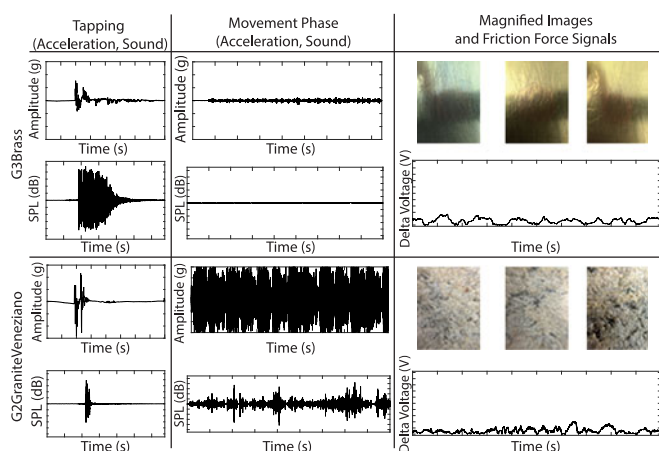 Tapping
(Acceleration, Sound)
Movement Phase
(Acceleration, Sound)
Magnified Images
and Friction Force Signals
G3Brass
Amplitude (g)
Time (s)
Amplitude (g)
Time (s)
SPL (dB)
Time (s)
SPL (dB)
Time (s)
Delta Voltage (V)
Time (s)
G2GraniteVeneziano
Amplitude (g)
Time (s)
Amplitude (g)
Time (s)
SPL (dB)
Time (s)
SPL (dB)
Time (s)
Delta Voltage (V)
Time (s)